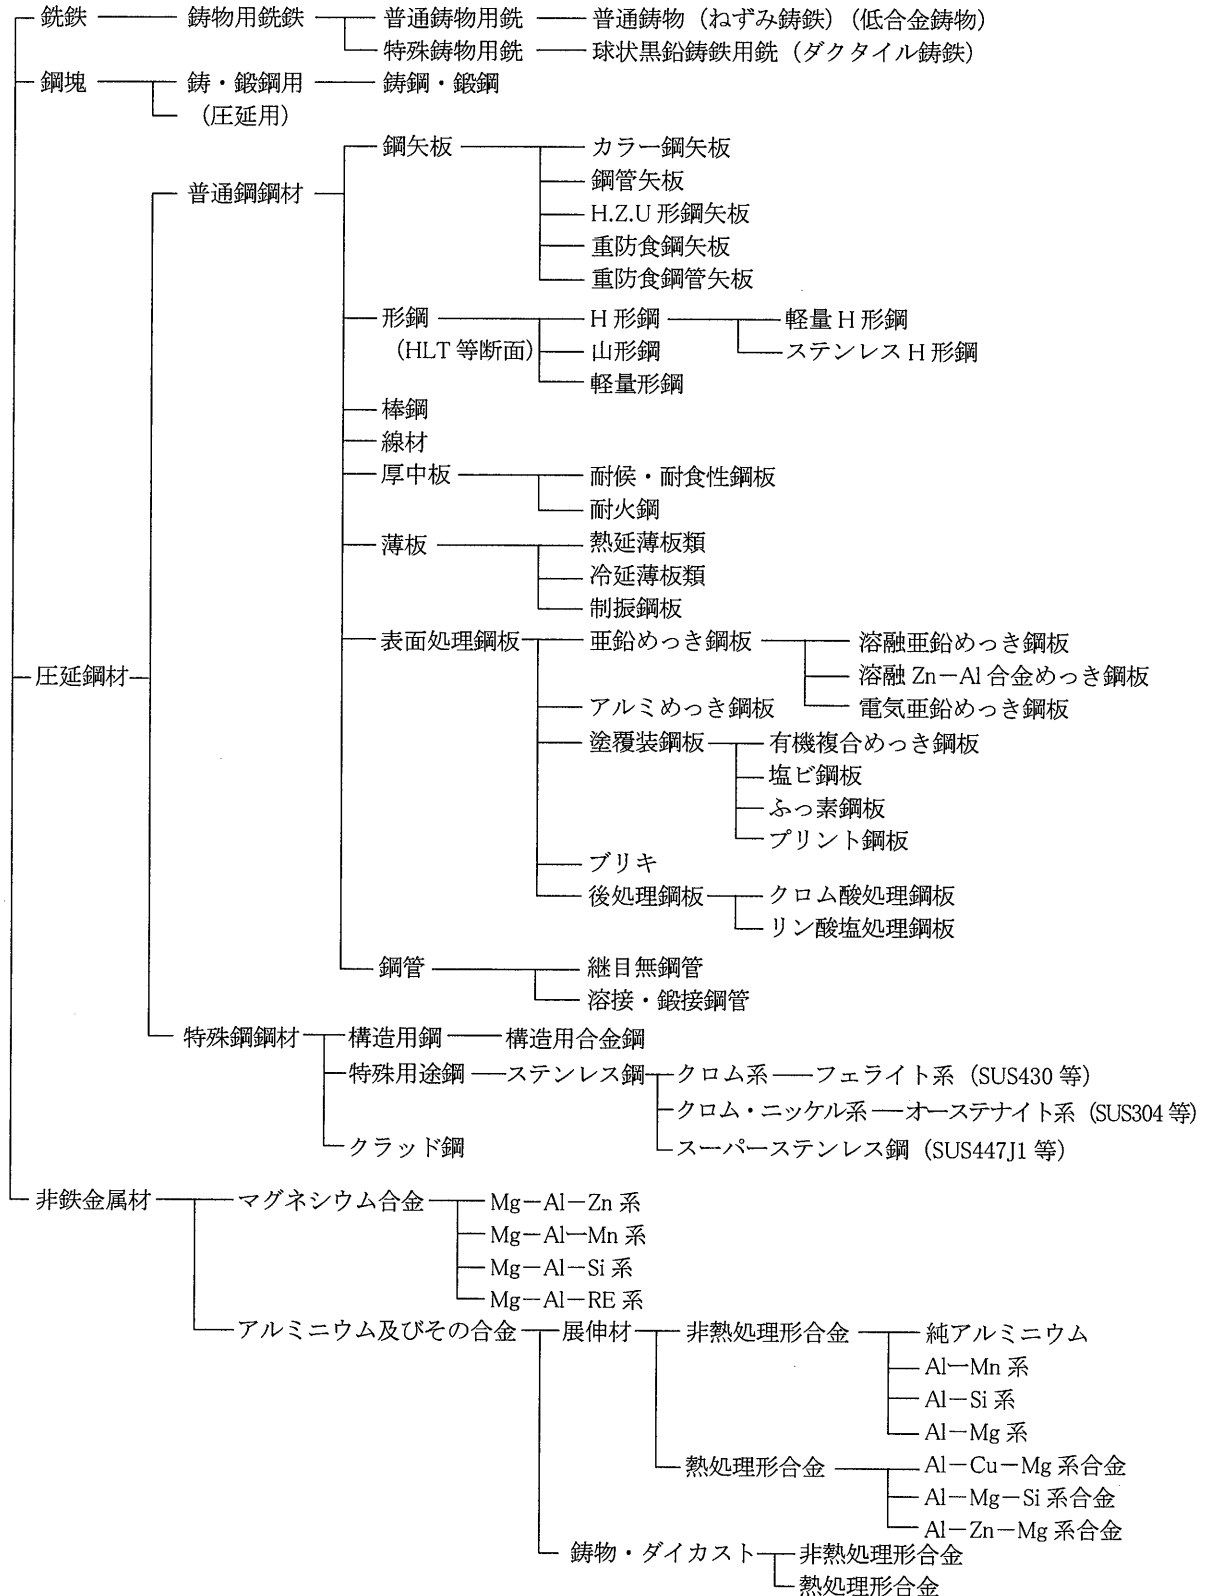 銑鉄 鋳物用銑鉄 普通鋳物用銑 普通鋳物（ねずみ鋳鉄）（低合金鋳物）
特殊鋳物用銑 球状黒鉛鋳鉄用銑（ダクタイル鋳鉄）
鋼塊 鋳・鍛鋼用 鋳鋼・鍛鋼
（圧延用）
鋼矢板 カラー鋼矢板
普通鋼鋼材 鋼管矢板
H.Z.U 形鋼矢板
重防食鋼矢板
重防食鋼管矢板
形鋼 H 形鋼 軽量 H 形鋼
（HLT 等断面） 山形鋼 ステンレス H 形鋼
軽量形鋼
棒鋼
線材
厚中板 耐候・耐食性鋼板
耐火鋼
薄板 熱延薄板類
冷延薄板類
制振鋼板
表面処理鋼板 亜鉛めっき鋼板 溶融亜鉛めっき鋼板
圧延鋼材 溶融 Zn－Al 合金めっき鋼板
アルミめっき鋼板 電気亜鉛めっき鋼板
塗覆装鋼板 有機複合めっき鋼板
塩ビ鋼板
ふっ素鋼板
プリント鋼板
ブリキ
後処理鋼板 クロム酸処理鋼板
リン酸塩処理鋼板
鋼管 継目無鋼管
溶接・鍛接鋼管
特殊鋼鋼材 構造用鋼 構造用合金鋼
特殊用途鋼 ステンレス鋼 クロム系 フェライト系（SUS430 等）
クロム・ニッケル系 オーステナイト系（SUS304 等）
クラッド鋼 スーパーステンレス鋼（SUS447J1 等）
非鉄金属材 マグネシウム合金 Mg－Al－Zn 系
Mg－Al－Mn 系
Mg－Al－Si 系
Mg－Al－RE 系
アルミニウム及びその合金 展伸材 非熱処理形合金 純アルミニウム
Al－Mn 系
Al－Si 系
Al－Mg 系
熱処理形合金 Al－Cu－Mg 系合金
Al－Mg－Si 系合金
Al－Zn－Mg 系合金
鋳物・ダイカスト 非熱処理形合金
熱処理形合金